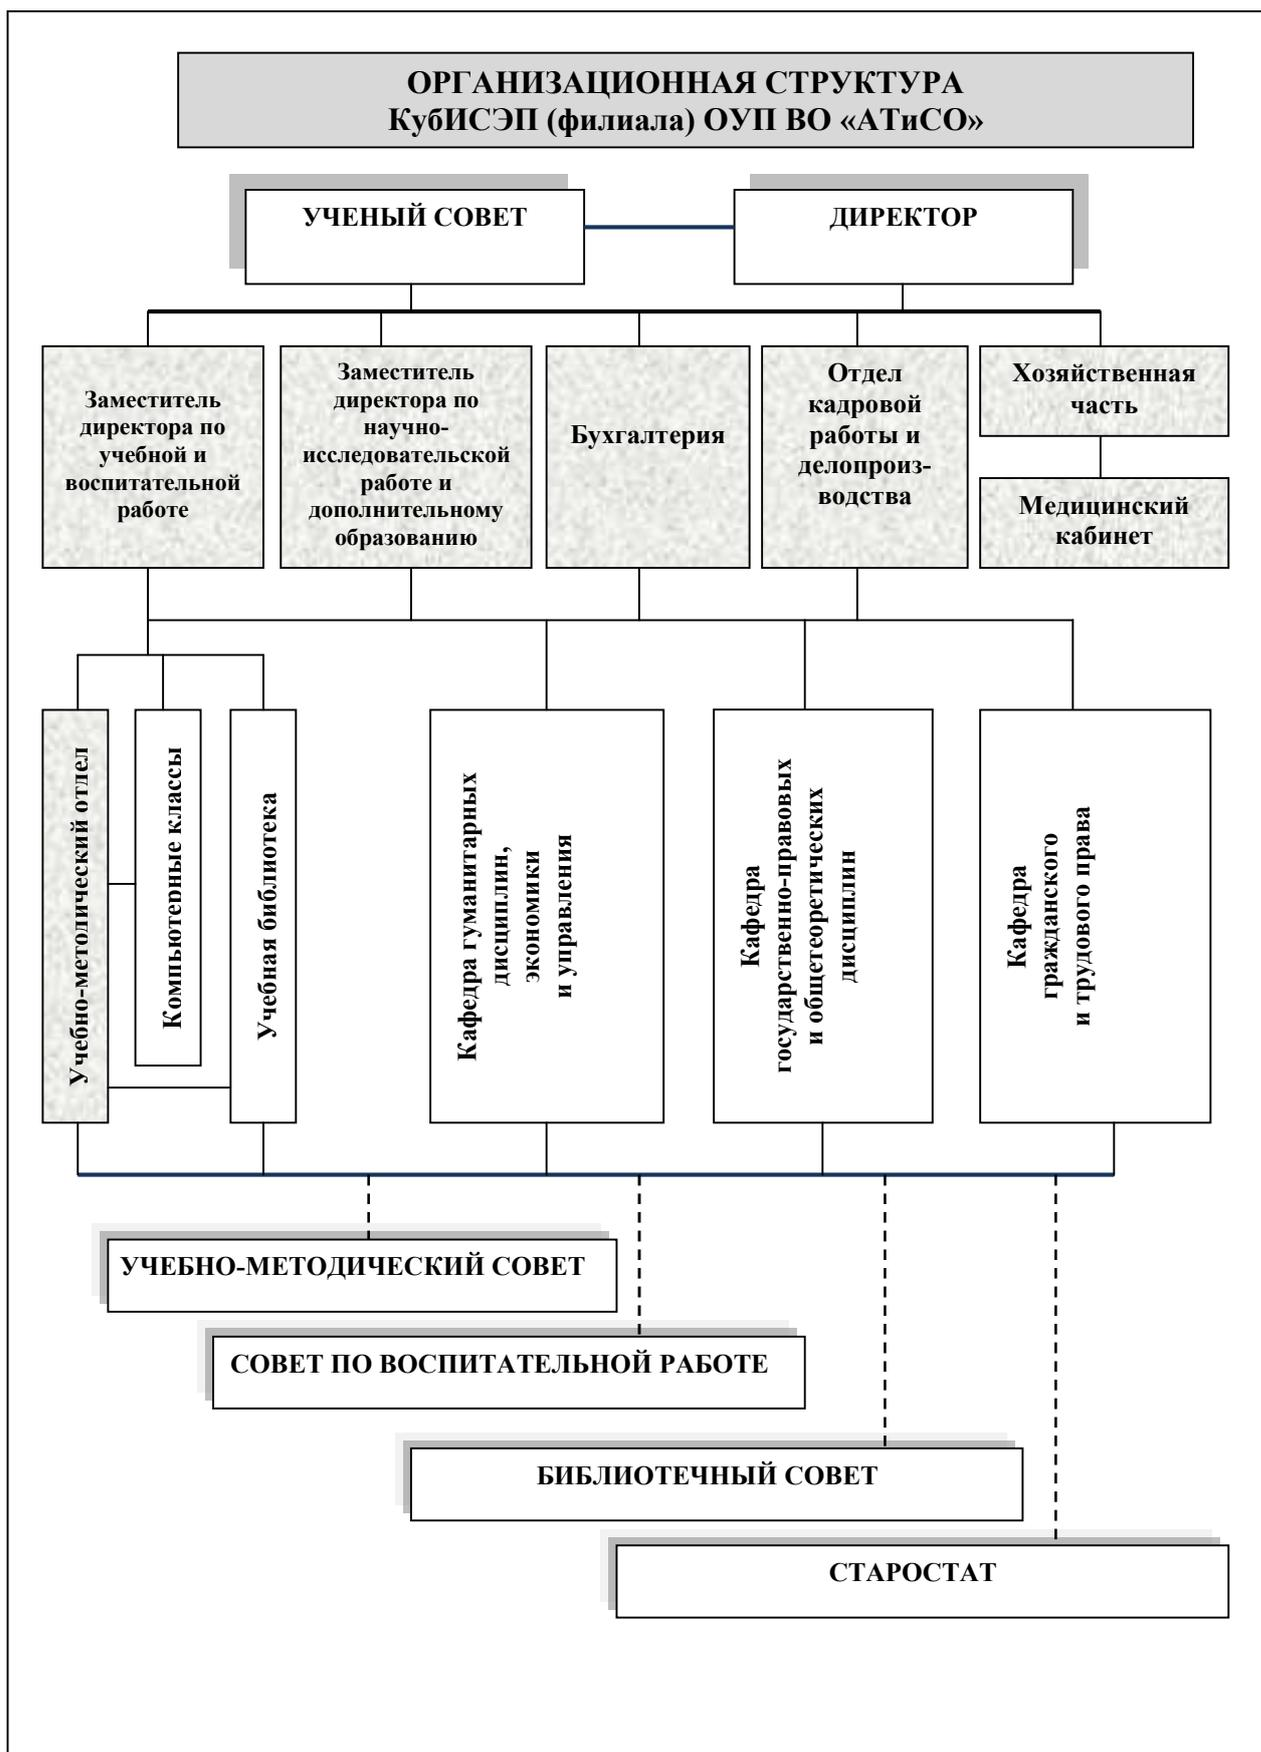 ОРГАНИЗАЦИОННАЯ СТРУКТУРА
КубИСЭП (филиала) ОУП ВО «АТиСО»
УЧЕНЫЙ СОВЕТ
ДИРЕКТОР
Заместитель
директора по
учебной и
воспитательной
работе
Заместитель
директора по
научно-
исследовательской
работе и
дополнительному
образованию
Бухгалтерия
Отдел
кадровой
работы и
делопроиз-
водства
Хозяйственная
часть
Медицинский
кабинет
Учебно-методический отдел
Компьютерные классы
Учебная библиотека
Кафедра гуманитарных
дисциплин,
экономики
и управления
Кафедра
государственно-правовых
и общетеоретических
дисциплин
Кафедра
гражданского
и трудового права
УЧЕБНО-МЕТОДИЧЕСКИЙ СОВЕТ
СОВЕТ ПО ВОСПИТАТЕЛЬНОЙ РАБОТЕ
БИБЛИОТЕЧНЫЙ СОВЕТ
СТАРОСТАТ